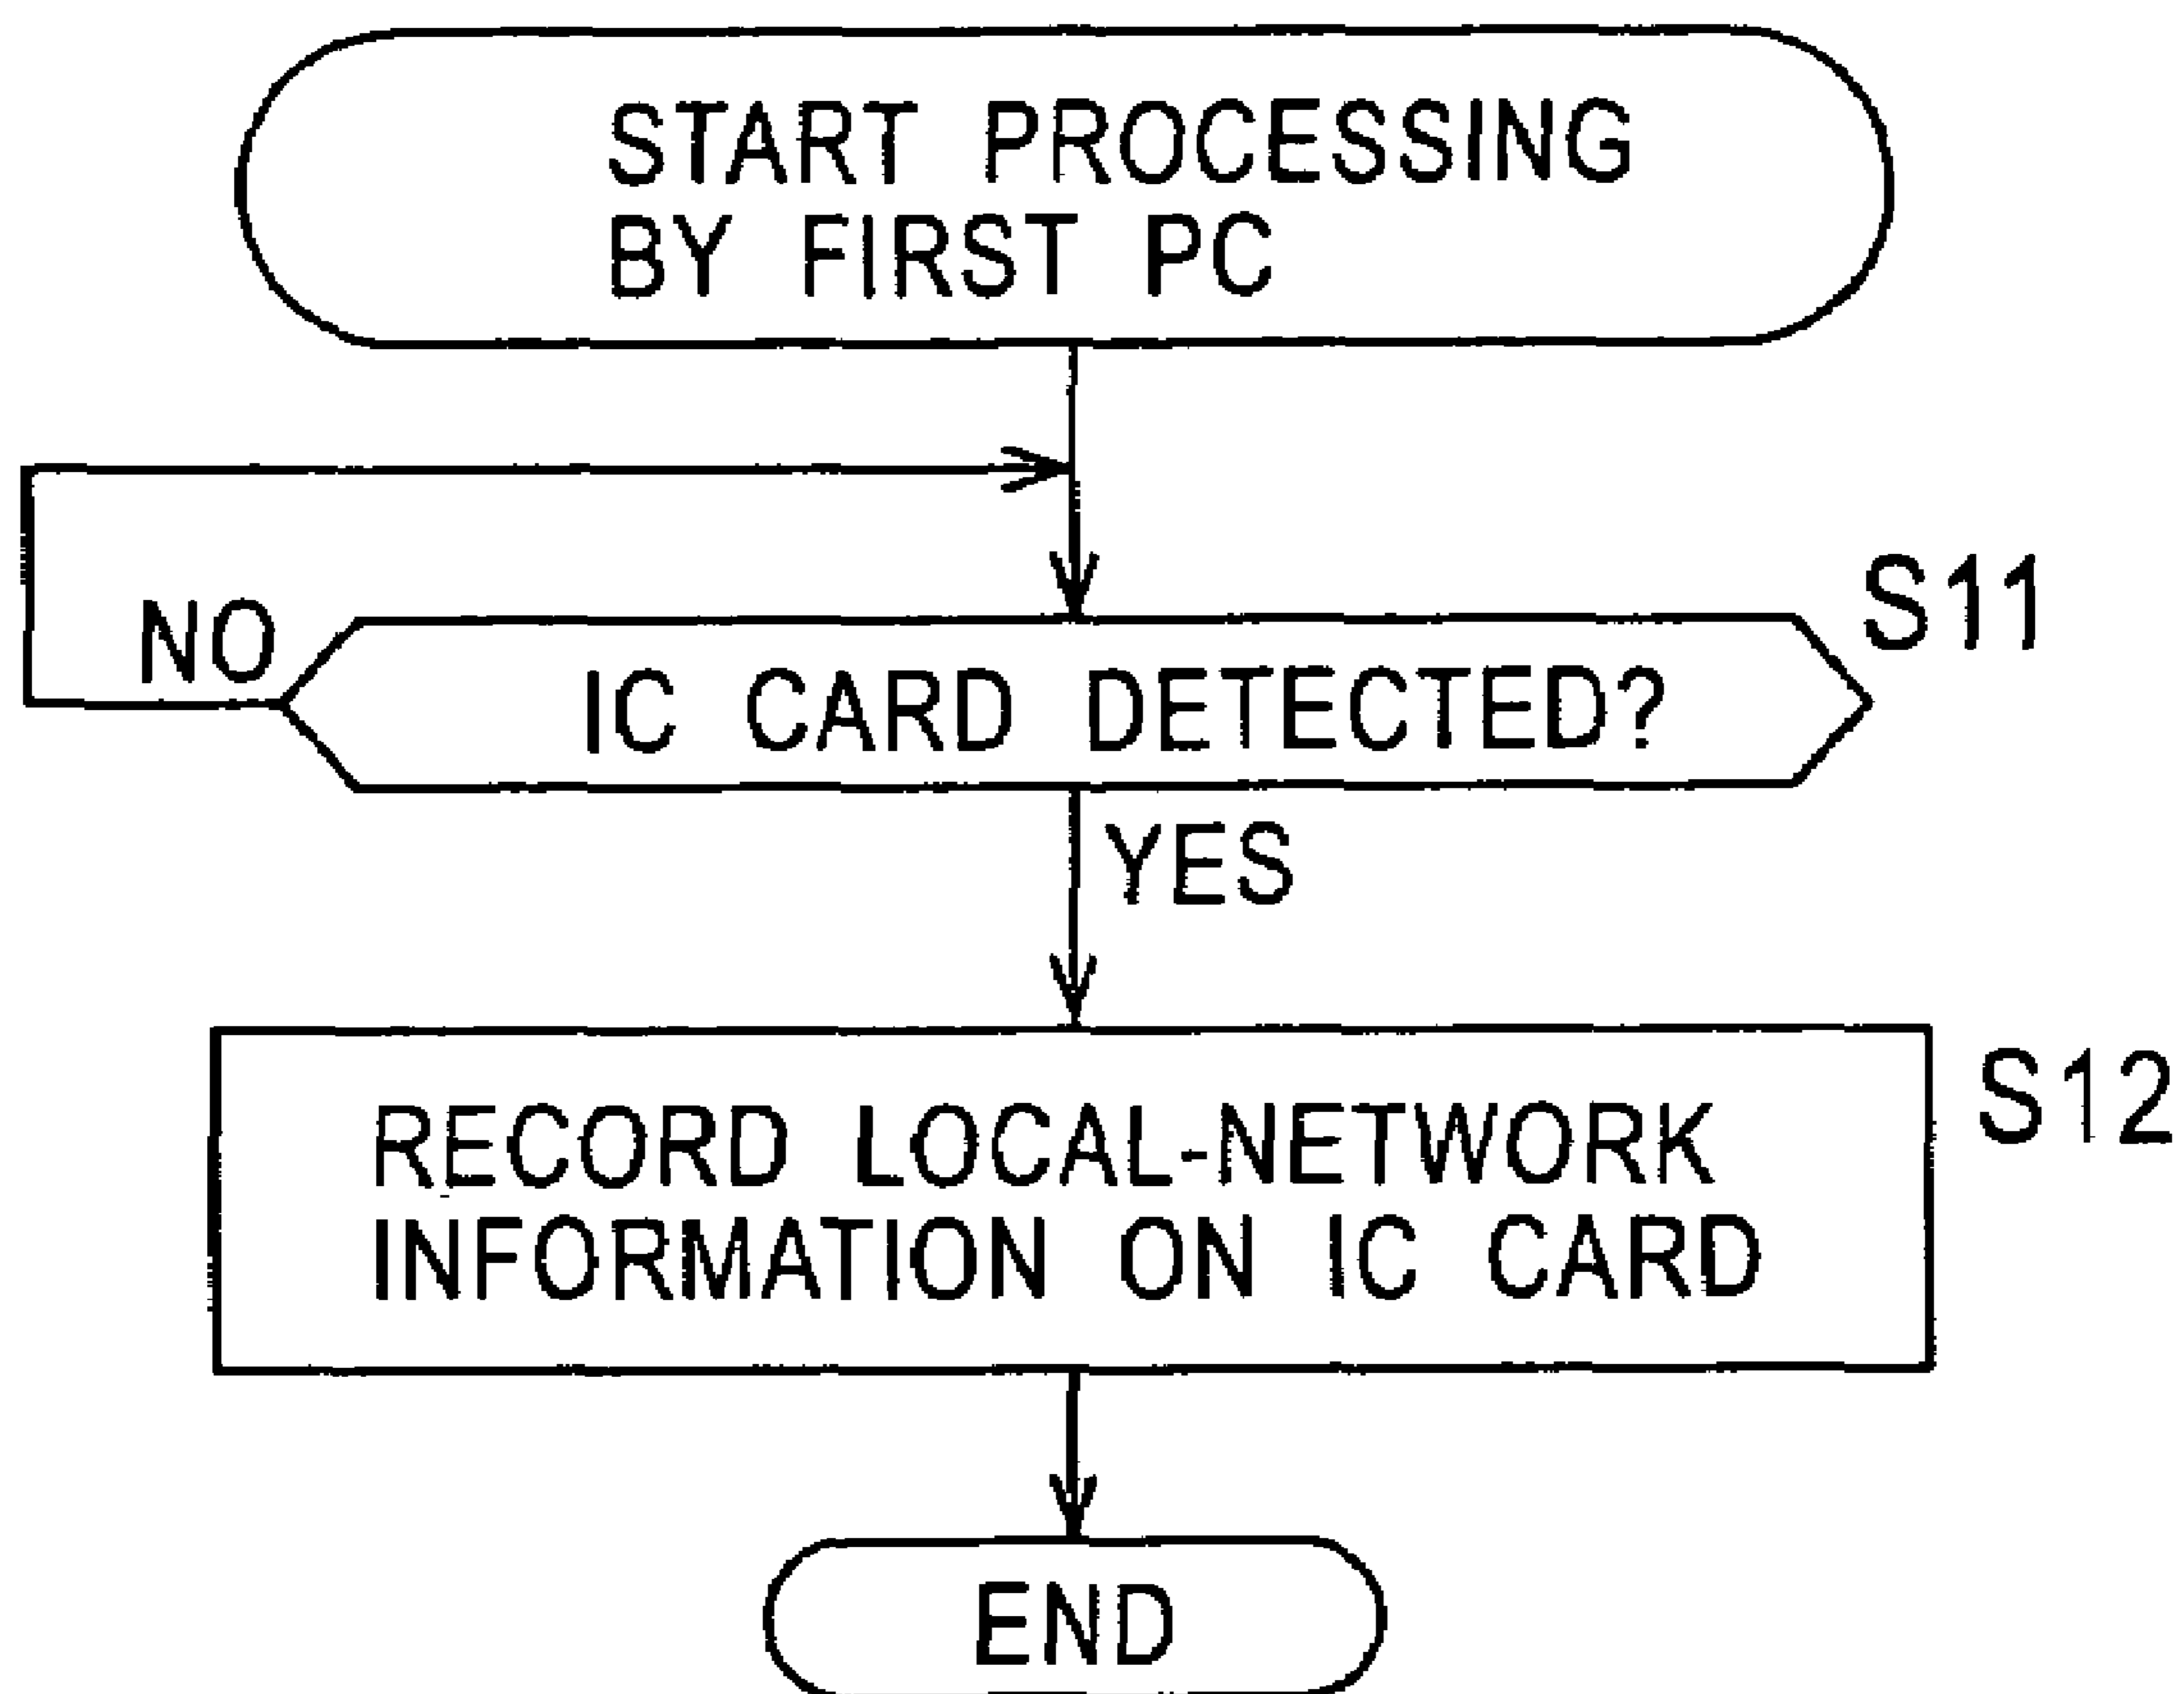 START PROCESSING
BY FIRST PC
S11
NO
IC CARD DETECTED?
YES
S12
RECORD LOCAL-NETWORK
INFORMATION ON IC CARD
END